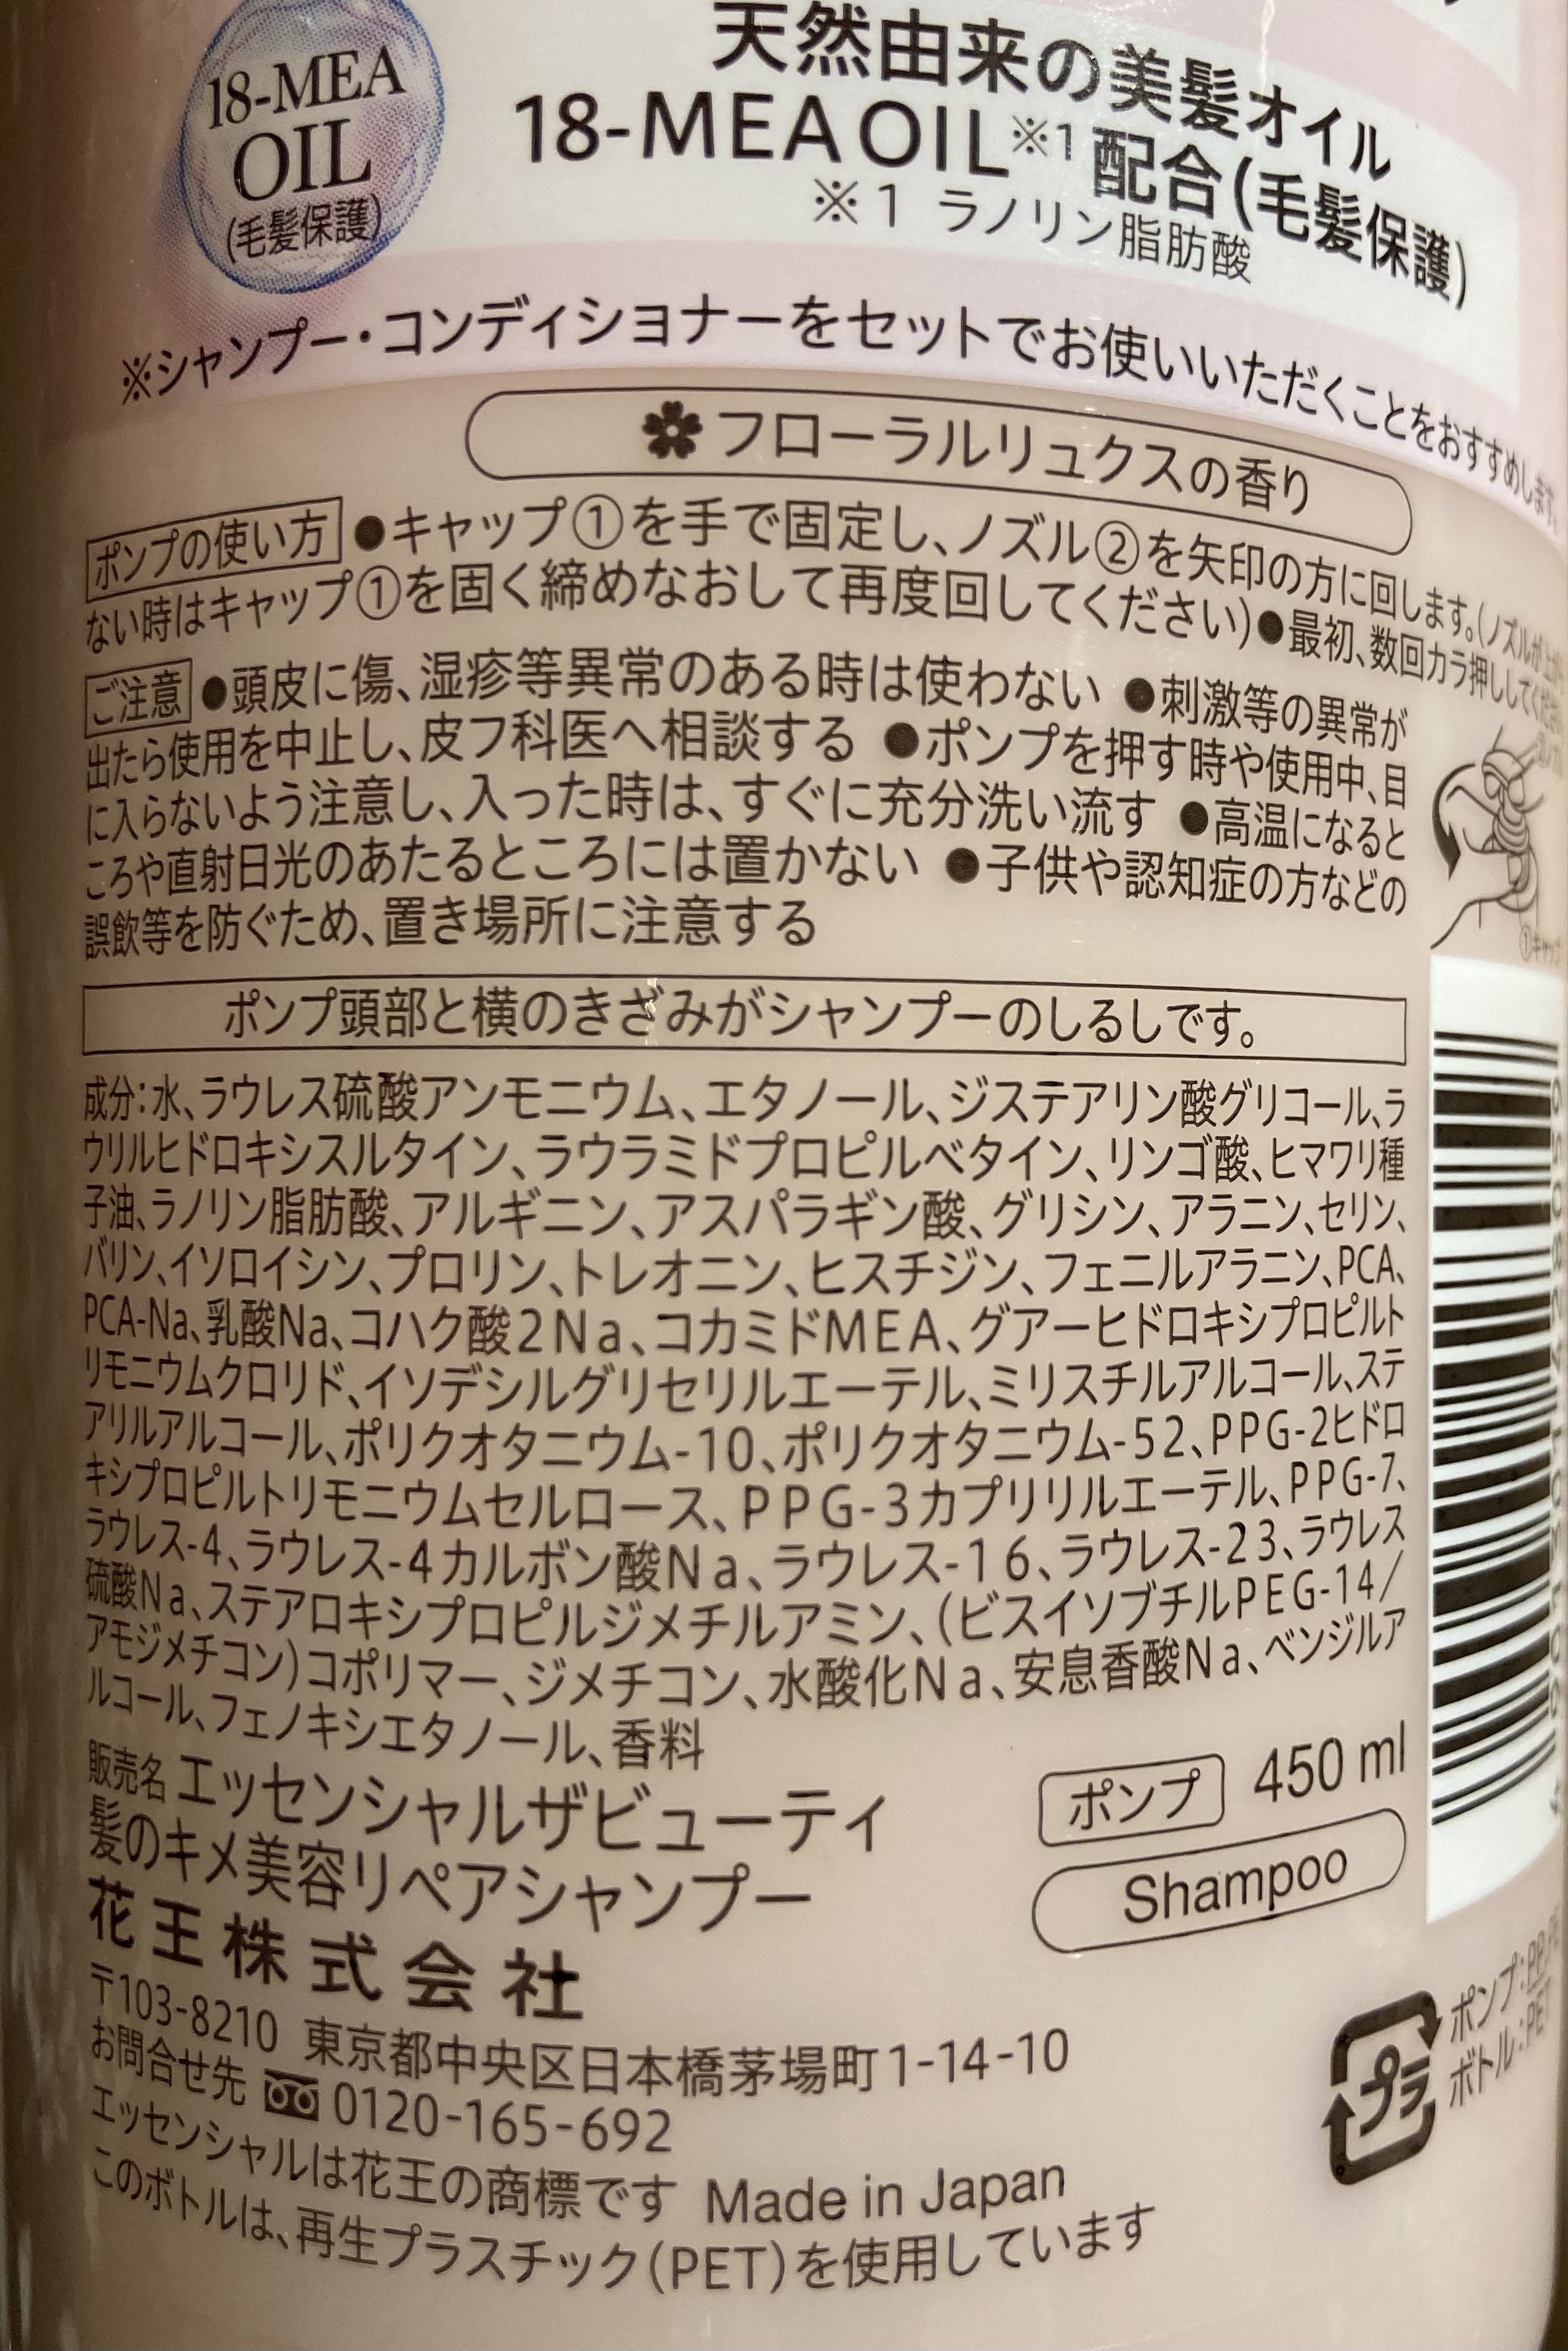 18-MEA
OIL
(毛髪保護)
天然由来の美髪オイル
18-MEA OIL※1配合(毛髪保護)
※1 ラノリン脂肪酸
※シャンプー・コンディショナーをセットでお使いいただくことをおすすめします。
フローラルリュクスの香り
ポンプの使い方 ●キャップ①を手で固定し、ノズル②を矢印の方に回します。(ノズルが
ない時はキャップ①を固く締めなおして再度回してください)●最初、数回カラ押ししてください
ご注意 ●頭皮に傷、湿疹等異常のある時は使わない ●刺激等の異常が
出たら使用を中止し、皮フ科医へ相談する ●ポンプを押す時や使用中、目
に入らないよう注意し、入った時は、すぐに充分洗い流す ●高温になると
ころや直射日光のあたるところには置かない ●子供や認知症の方などの
誤飲等を防ぐため、置き場所に注意する
①キャップ
ポンプ頭部と横のきざみがシャンプーのしるしです。
成分:水、ラウレス硫酸アンモニウム、エタノール、ジステアリン酸グリコール、ラ
ウリルヒドロキシスルタイン、ラウラミドプロピルベタイン、リンゴ酸、ヒマワリ種
子油、ラノリン脂肪酸、アルギニン、アスパラギン酸、グリシン、アラニン、セリン、
バリン、イソロイシン、プロリン、トレオニン、ヒスチジン、フェニルアラニン、PCA、
PCA-Na、乳酸Na、コハク酸2Na、コカミドMEA、グアーヒドロキシプロピルト
リモニウムクロリド、イソデシルグリセリルエーテル、ミリスチルアルコール、ステ
アリルアルコール、ポリクオタニウム-10、ポリクオタニウム-52、PPG-2ヒドロ
キシプロピルトリモニウムセルロース、PPG-3カプリリルエーテル、PPG-7、
ラウレス-4、ラウレス-4カルボン酸Na、ラウレス-16、ラウレス-23、ラウレス
硫酸Na、ステアロキシプロピルジメチルアミン、(ビスイソブチルPEG-14/
アモジメチコン)コポリマー、ジメチコン、水酸化Na、安息香酸Na、ベンジルア
ルコール、フェノキシエタノール、香料
販売名 エッセンシャルザビューティ
髪のキメ美容リペアシャンプー
ポンプ 450 ml
Shampoo
花王株式会社
〒103-8210 東京都中央区日本橋茅場町1-14-10
お問合せ先 0120-165-692
エッセンシャルは花王の商標です Made in Japan
このボトルは、再生プラスチック(PET)を使用しています
プラ
ポンプ:PP,
ボトル:PET